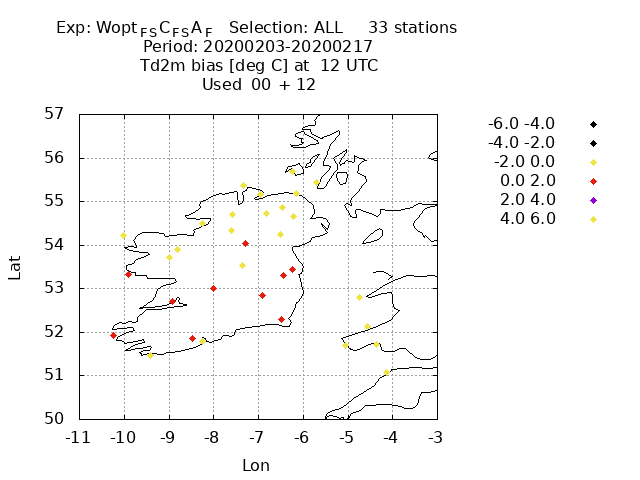 Exp: Wopt_FS C_FS A_F   Selection: ALL     33 stations
Period: 20200203-20200217
Td2m bias [deg C] at  12 UTC
Used  00 + 12
-6.0 -4.0
-4.0 -2.0
-2.0 0.0
0.0 2.0
2.0 4.0
4.0 6.0
57
56
55
54
53
52
51
50
Lat
-11 -10 -9 -8 -7 -6 -5 -4 -3
Lon